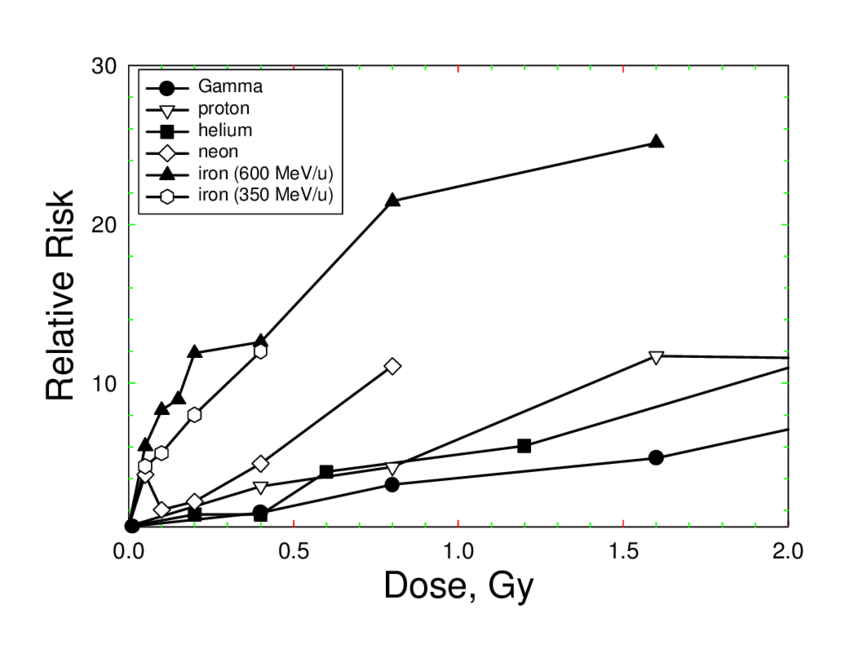 30
20
10
Relative Risk
Gamma
proton
helium
neon
iron (600 MeV/u)
iron (350 MeV/u)
0.0 0.5 1.0 1.5 2.0
Dose, Gy